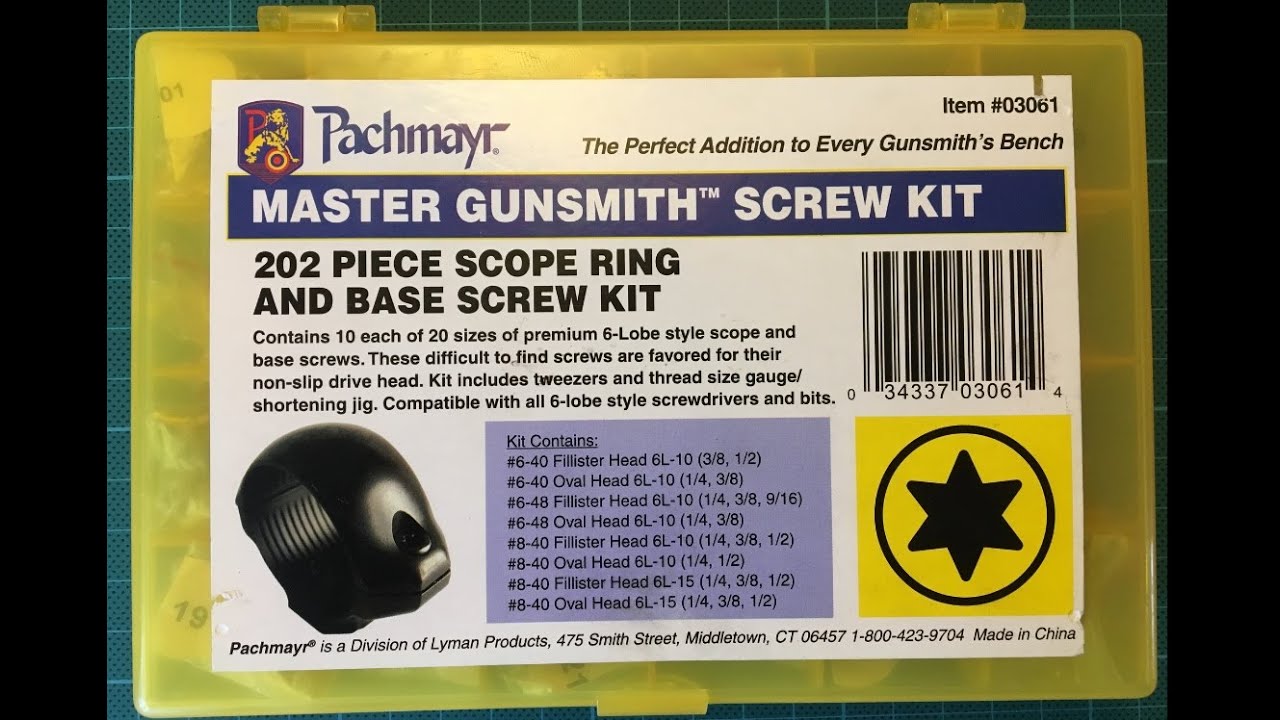 01
Pachmayr®
Item #03061
The Perfect Addition to Every Gunsmith's Bench
MASTER GUNSMITH™ SCREW KIT
202 PIECE SCOPE RING
AND BASE SCREW KIT
Contains 10 each of 20 sizes of premium 6-Lobe style scope and
base screws. These difficult to find screws are favored for their
non-slip drive head. Kit includes tweezers and thread size gauge/
shortening jig. Compatible with all 6-lobe style screwdrivers and bits.
0 34337 03061 4
Kit Contains:
#6-40 Fillister Head 6L-10 (3/8, 1/2)
#6-40 Oval Head 6L-10 (1/4, 3/8)
#6-48 Fillister Head 6L-10 (1/4, 3/8, 9/16)
#6-48 Oval Head 6L-10 (1/4, 3/8)
#8-40 Fillister Head 6L-10 (1/4, 3/8, 1/2)
#8-40 Oval Head 6L-10 (1/4, 1/2)
#8-40 Fillister Head 6L-15 (1/4, 3/8, 1/2)
#8-40 Oval Head 6L-15 (1/4, 3/8, 1/2)
19
Pachmayr® is a Division of Lyman Products, 475 Smith Street, Middletown, CT 06457 1-800-423-9704 Made in China